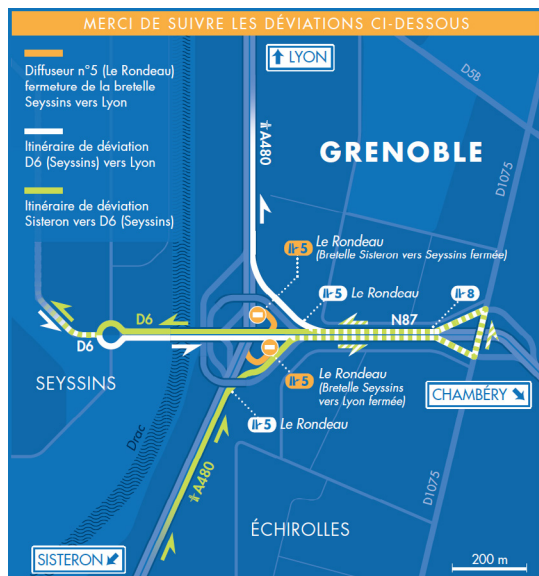 MERCI DE SUIVRE LES DÉVIATIONS CI-DESSOUS
LYON
D58
Diffuseur n°5 (Le Rondeau)
fermeture de la bretelle
Seyssins vers Lyon
A480
Itinéraire de déviation
D6 (Seyssins) vers Lyon
GRENOBLE
D1075
Itinéraire de déviation
Sisteron vers D6 (Seyssins)
5 Le Rondeau
(Bretelle Sisteron vers Seyssins fermée)
5 Le Rondeau
8
D6
N87
D6
SEYSSINS
5 Le Rondeau
(Bretelle Seyssins
vers Lyon fermée)
CHAMBÉRY
5 Le Rondeau
Drac
A480
D1075
ÉCHIROLLES
SISTERON
200 m